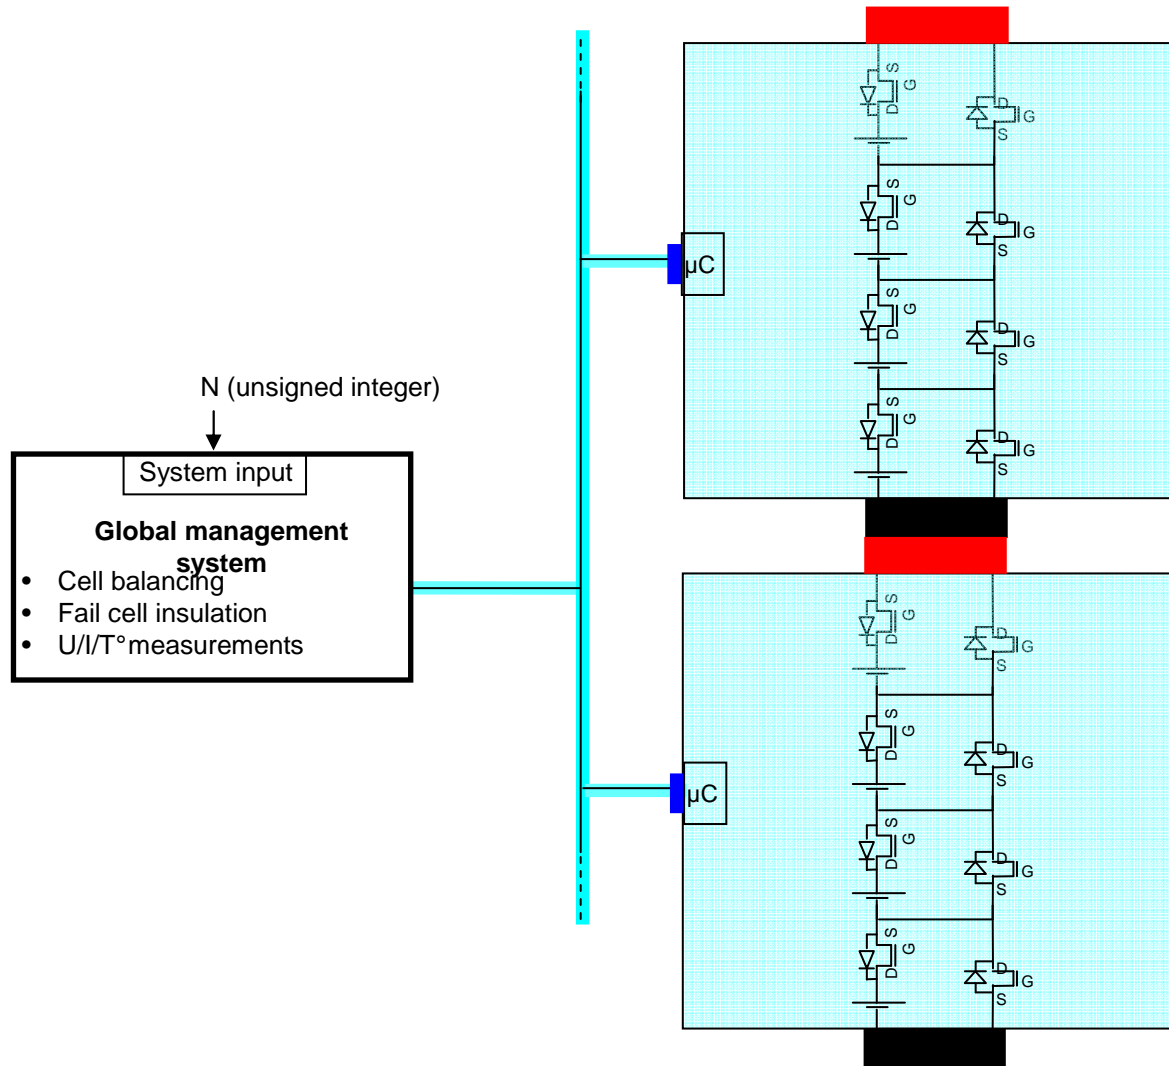 N (unsigned integer)
System input
Global management
system
• Cell balancing
• Fail cell insulation
• U/I/T° measurements
µC
S
G
D
D
G
S
S
G
D
D
G
S
S
G
D
D
G
S
S
G
D
D
G
S
µC
S
G
D
D
G
S
S
G
D
D
G
S
S
G
D
D
G
S
S
G
D
D
G
S